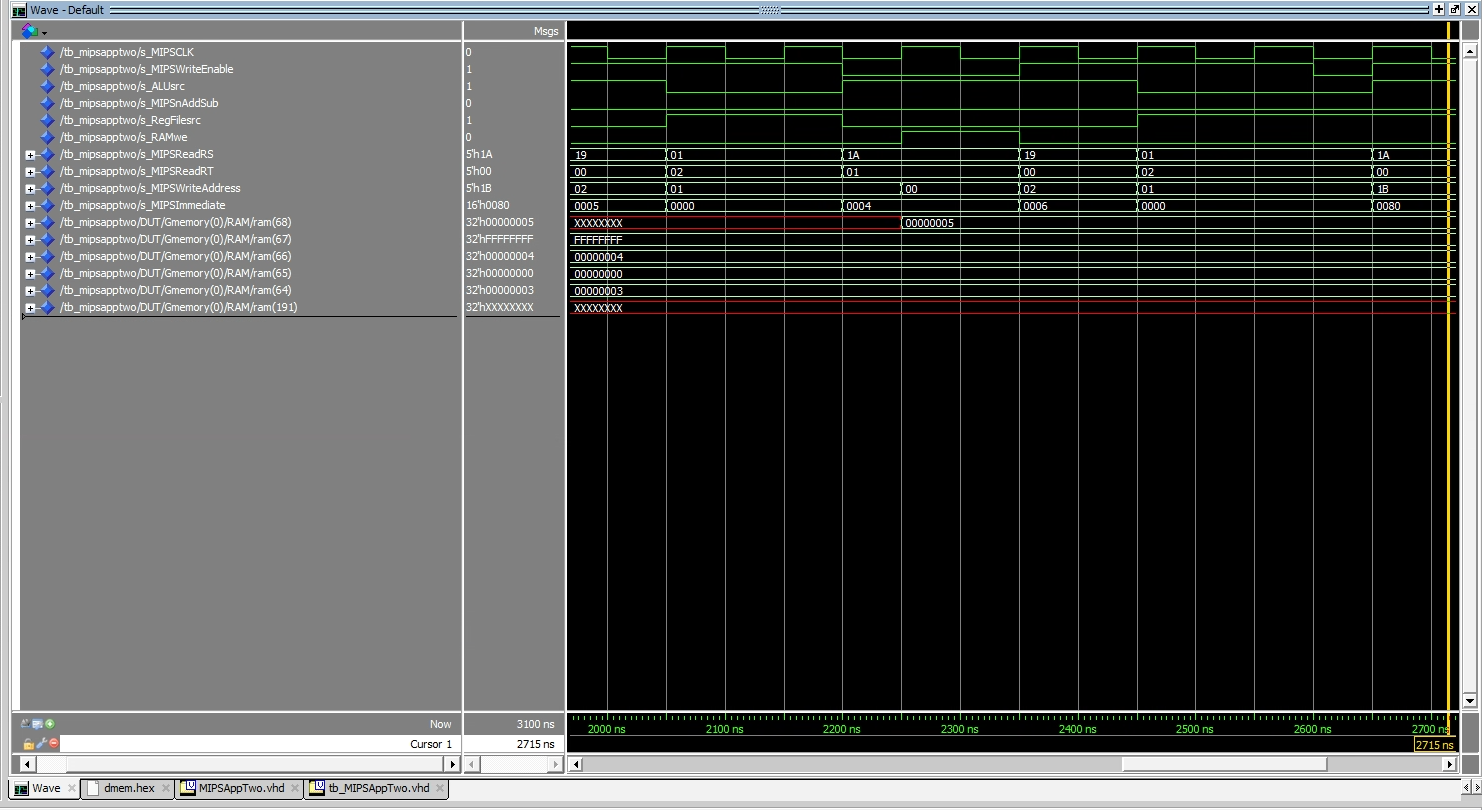 Wave - Default
Msgs
/tb_mipsapptwo/s_MIPSCLK 0
/tb_mipsapptwo/s_MIPSWriteEnable 1
/tb_mipsapptwo/s_ALUsrc 1
/tb_mipsapptwo/s_MIPSnAddSub 0
/tb_mipsapptwo/s_RegFilesrc 1
/tb_mipsapptwo/s_RAMwe 0
/tb_mipsapptwo/s_MIPSReadRS 5'h1A 19 01 1A 19 01 1A
/tb_mipsapptwo/s_MIPSReadRT 5'h00 00 02 01 00 02 00
/tb_mipsapptwo/s_MIPSWriteAddress 5'h1B 02 01 00 02 01 1B
/tb_mipsapptwo/s_MIPSImmediate 16'h0080 0005 0000 0004 0006 0000 0080
/tb_mipsapptwo/DUT/Gmemory(0)/RAM/ram(68) 32'h00000005 XXXXXXXX 00000005
/tb_mipsapptwo/DUT/Gmemory(0)/RAM/ram(67) 32'hFFFFFFFF FFFFFFFF
/tb_mipsapptwo/DUT/Gmemory(0)/RAM/ram(66) 32'h00000004 00000004
/tb_mipsapptwo/DUT/Gmemory(0)/RAM/ram(65) 32'h00000000 00000000
/tb_mipsapptwo/DUT/Gmemory(0)/RAM/ram(64) 32'h00000003 00000003
/tb_mipsapptwo/DUT/Gmemory(0)/RAM/ram(191) 32'hXXXXXXXX XXXXXXXX
Now 3100 ns 2000 ns 2100 ns 2200 ns 2300 ns 2400 ns 2500 ns 2600 ns 2700 ns
Cursor 1 2715 ns 2715 ns
Wave dmem.hex MIPSAppTwo.vhd tb_MIPSAppTwo.vhd